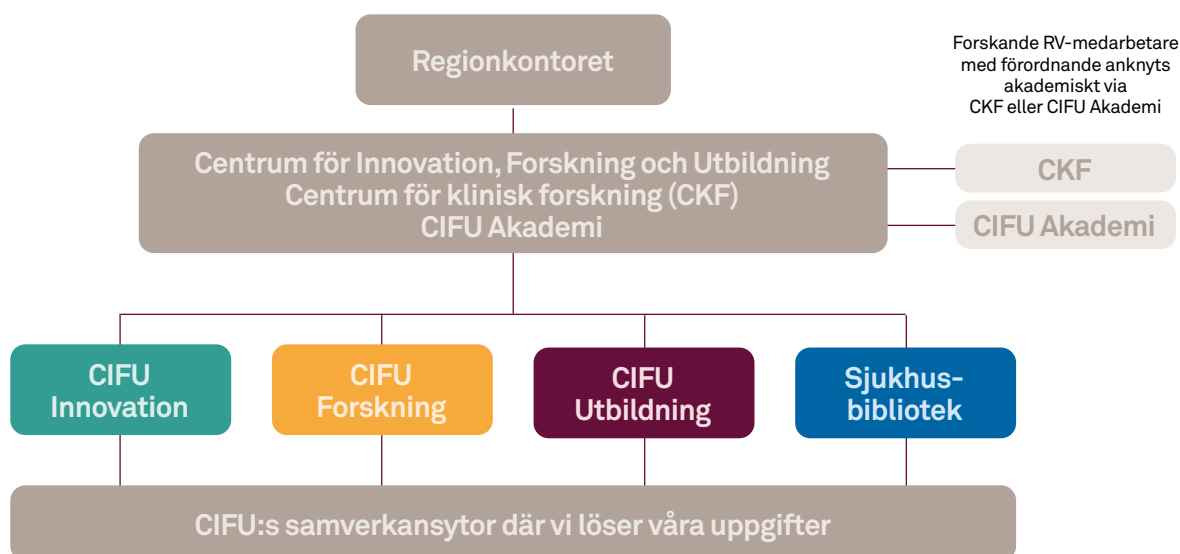 Regionkontoret
Forskande RV-medarbetare
med förordnande anknyts
akademiskt via
CKF eller CIFU Akademi
Centrum för Innovation, Forskning och Utbildning
Centrum för klinisk forskning (CKF)
CIFU Akademi
CKF
CIFU Akademi
CIFU
Innovation
CIFU
Forskning
CIFU
Utbildning
Sjukhus-
bibliotek
CIFU:s samverkansytor där vi löser våra uppgifter